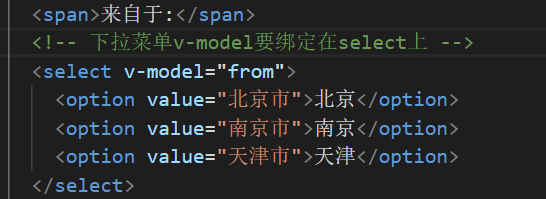 <span>来自于:</span>
<!-- 下拉菜单v-model要绑定在select上 -->
<select v-model="from">
<option value="北京市">北京</option>
<option value="南京市">南京</option>
<option value="天津市">天津</option>
</select>